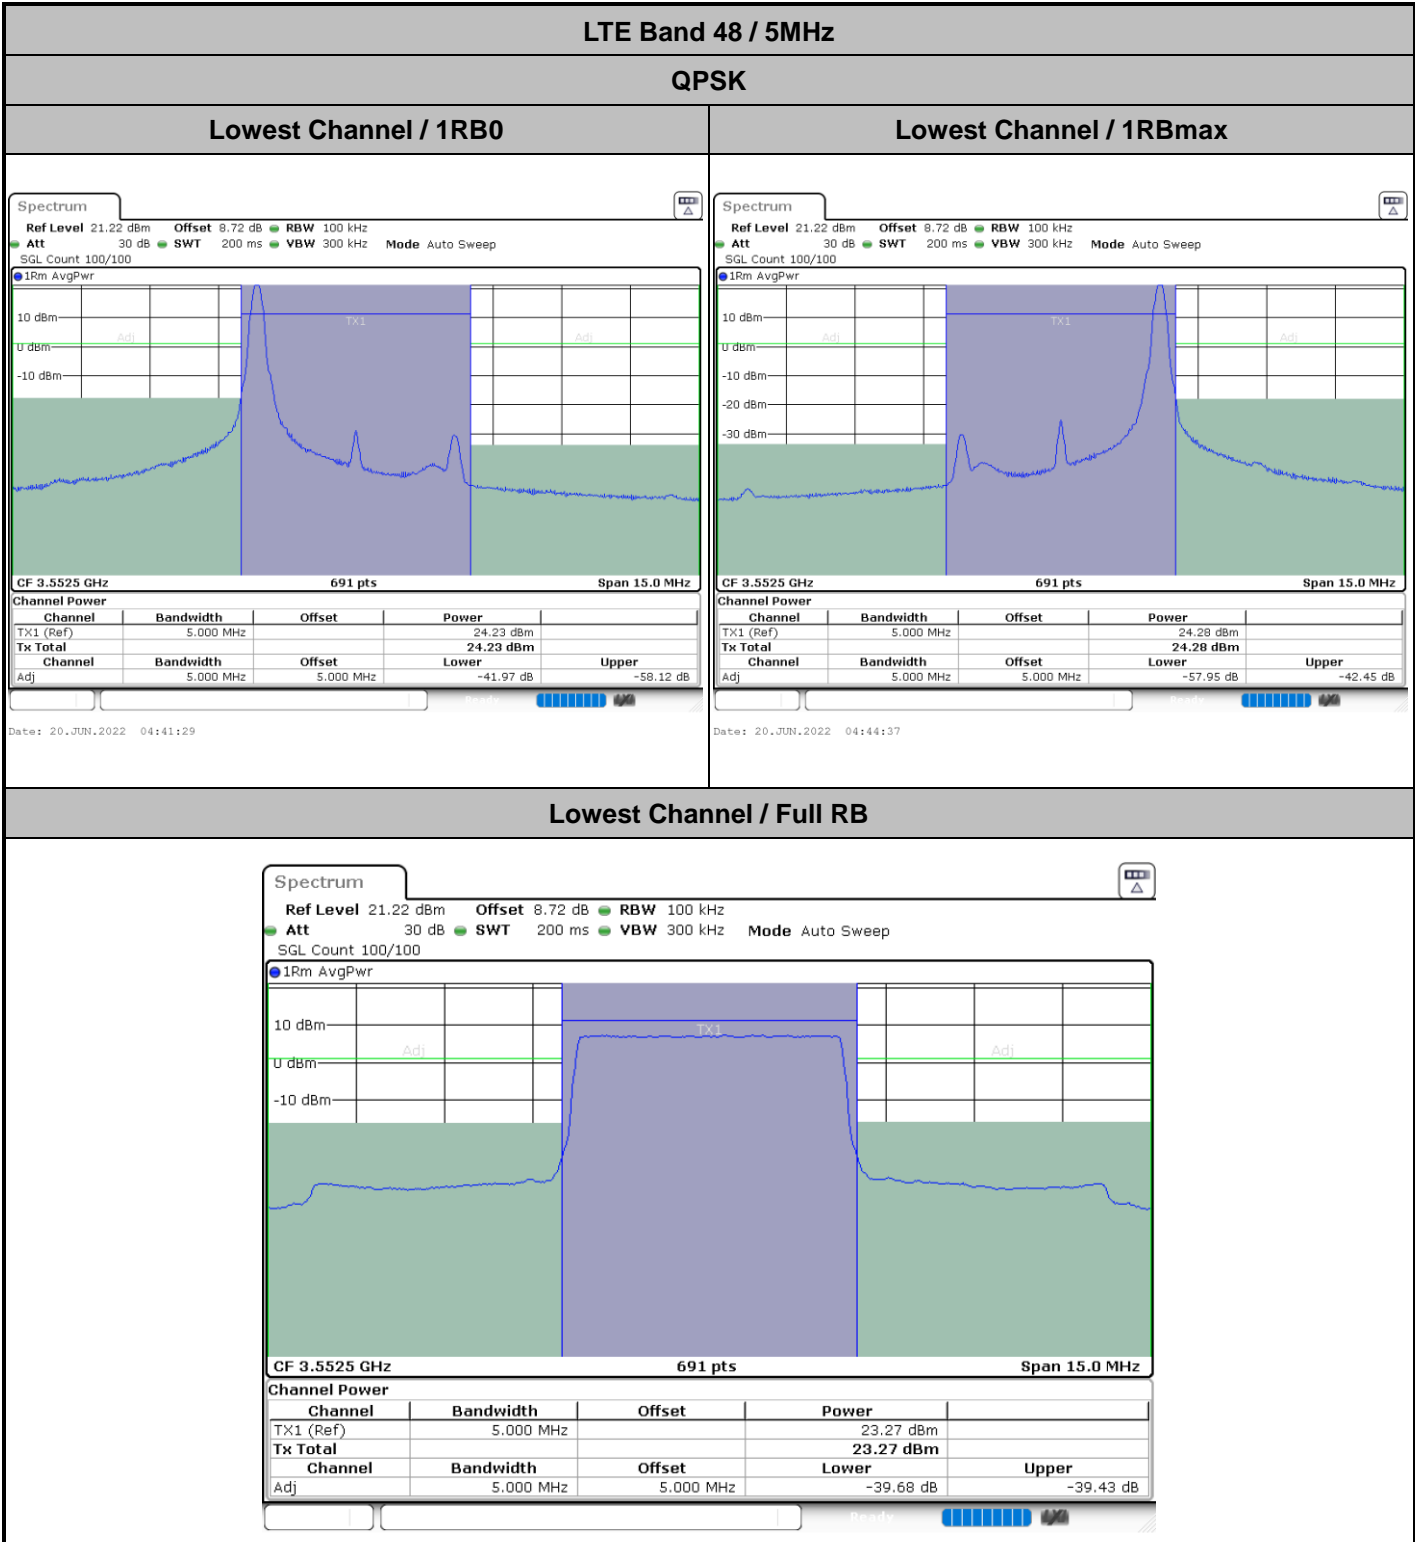 LTE Band 48 / 5MHz
QPSK
Lowest Channel / 1RB0
Lowest Channel / 1RBmax
Spectrum
Ref Level 21.22 dBm Offset 8.72 dB RBW 100 kHz
Att 30 dB SWT 200 ms VBW 300 kHz Mode Auto Sweep
SGL Count 100/100
1Rm AvgPwr
10 dBm
TX1
Adj
Adj
0 dBm
-10 dBm
CF 3.5525 GHz 691 pts Span 15.0 MHz
Channel Power
Channel Bandwidth Offset Power
TX1 (Ref) 5.000 MHz 24.23 dBm
Tx Total 24.23 dBm
Channel Bandwidth Offset Lower Upper
Adj 5.000 MHz 5.000 MHz -41.97 dB -58.12 dB
Ready
Date: 20.JUN.2022 04:41:29
Spectrum
Ref Level 21.22 dBm Offset 8.72 dB RBW 100 kHz
Att 30 dB SWT 200 ms VBW 300 kHz Mode Auto Sweep
SGL Count 100/100
1Rm AvgPwr
10 dBm
TX1
Adj
Adj
0 dBm
-10 dBm
-20 dBm
-30 dBm
CF 3.5525 GHz 691 pts Span 15.0 MHz
Channel Power
Channel Bandwidth Offset Power
TX1 (Ref) 5.000 MHz 24.28 dBm
Tx Total 24.28 dBm
Channel Bandwidth Offset Lower Upper
Adj 5.000 MHz 5.000 MHz -57.95 dB -42.45 dB
Ready
Date: 20.JUN.2022 04:44:37
Lowest Channel / Full RB
Spectrum
Ref Level 21.22 dBm Offset 8.72 dB RBW 100 kHz
Att 30 dB SWT 200 ms VBW 300 kHz Mode Auto Sweep
SGL Count 100/100
1Rm AvgPwr
10 dBm
TX1
Adj
Adj
0 dBm
-10 dBm
CF 3.5525 GHz 691 pts Span 15.0 MHz
Channel Power
Channel Bandwidth Offset Power
TX1 (Ref) 5.000 MHz 23.27 dBm
Tx Total 23.27 dBm
Channel Bandwidth Offset Lower Upper
Adj 5.000 MHz 5.000 MHz -39.68 dB -39.43 dB
Ready